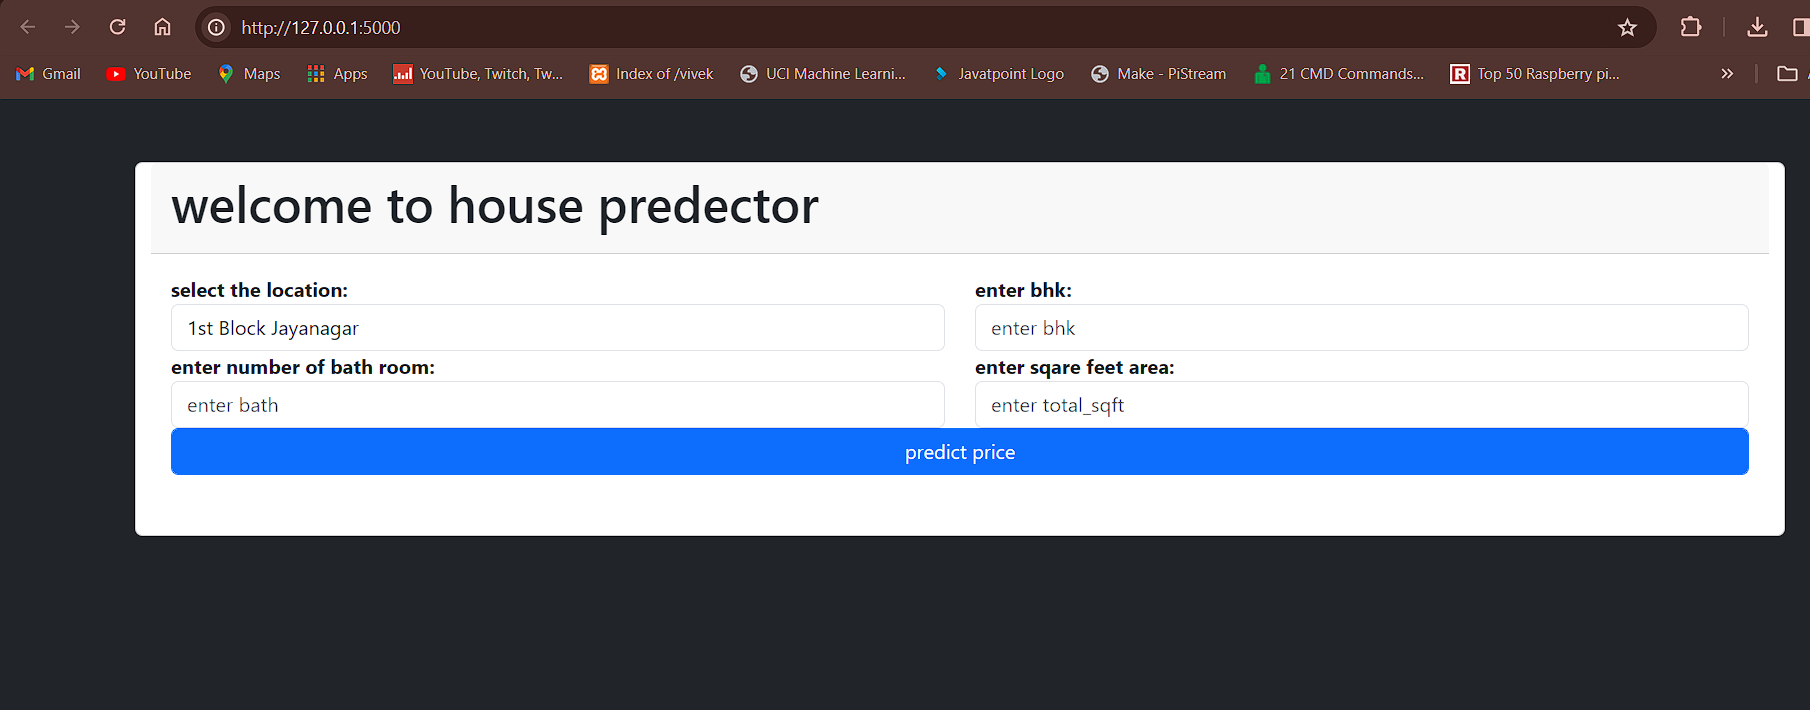 http://127.0.0.1:5000
Gmail YouTube Maps Apps YouTube, Twitch, Tw... Index of /vivek UCI Machine Learni... Javatpoint Logo Make - PiStream 21 CMD Commands... Top 50 Raspberry pi...
welcome to house predector
select the location: enter bhk:
1st Block Jayanagar enter bhk
enter number of bath room: enter sqare feet area:
enter bath enter total_sqft
predict price